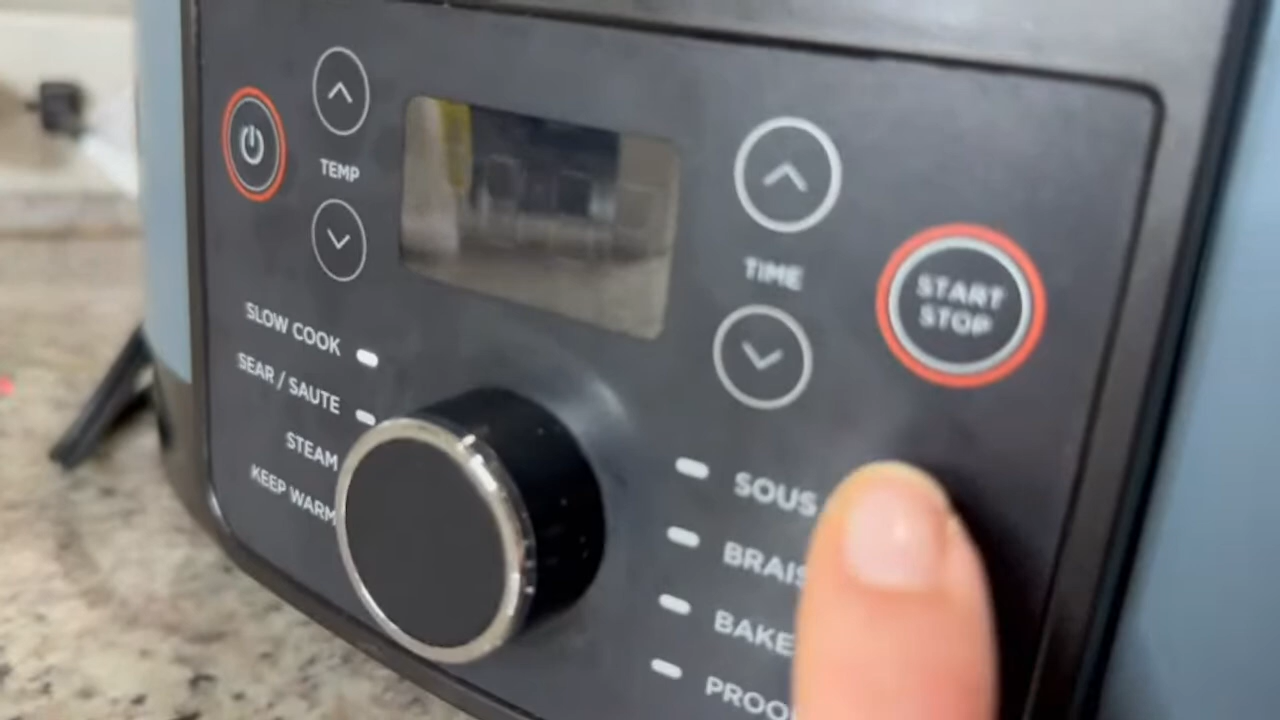 TEMP
TIME
START
STOP
SLOW COOK
SEAR / SAUTE
STEAM
KEEP WARM
SOUS
BRAIS
BAKE
PROO